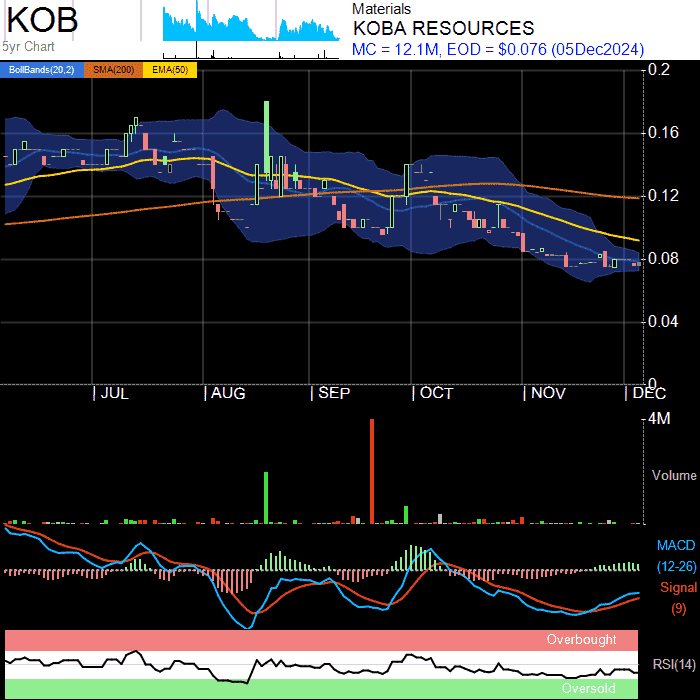 KOB
5yr Chart
Materials
KOBA RESOURCES
MC = 12.1M, EOD = $0.076 (05Dec2024)
BollBands(20,2) SMA(200) EMA(50)
0.2
0.16
0.12
0.08
0.04
0
| JUL | AUG | SEP | OCT | NOV | DEC
4M
Volume
MACD
(12-26)
Signal
(9)
Overbought
RSI(14)
Oversold